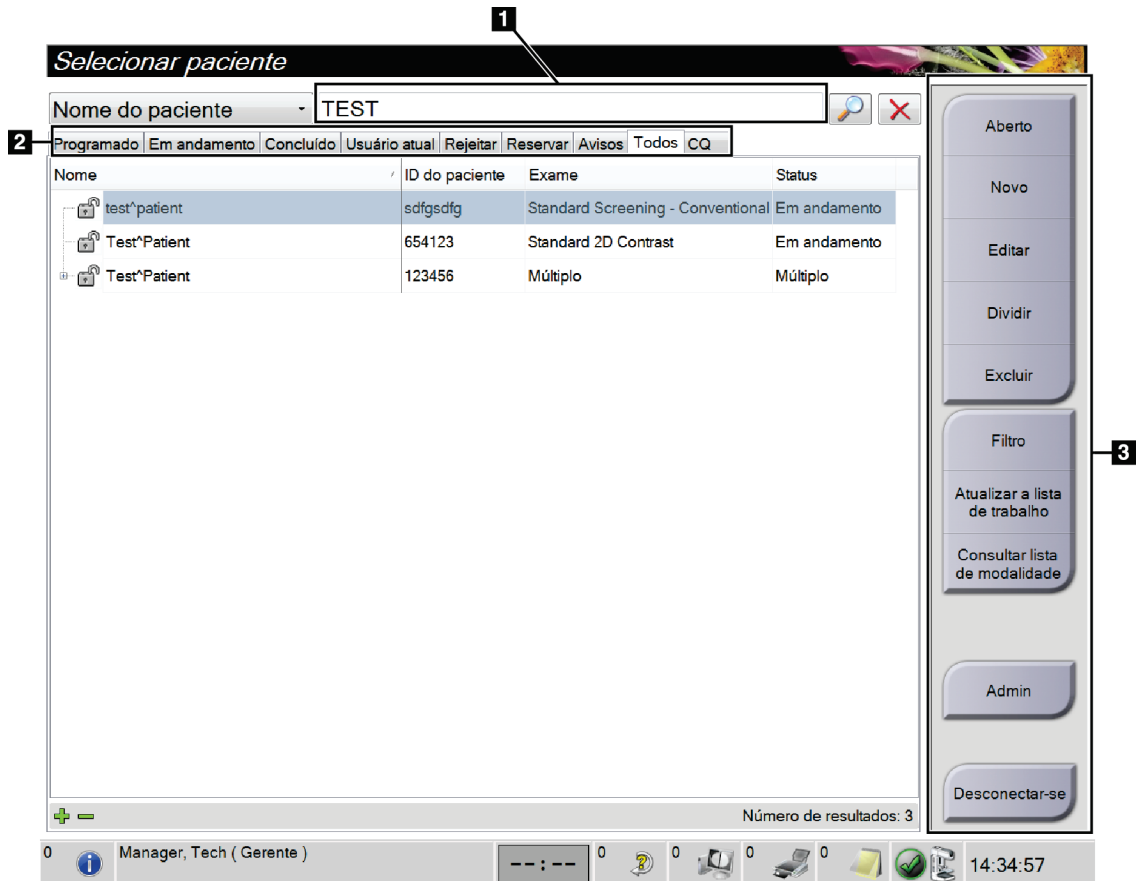 1
Selecionar paciente
Nome do paciente TEST
2
Programado Em andamento Concluído Usuário atual Rejeitar Reservar Avisos Todos CQ
Nome ID do paciente Exame Status
test^patient sdfgsdfg Standard Screening - Conventional Em andamento
Test^Patient 654123 Standard 2D Contrast Em andamento
Test^Patient 123456 Múltiplo Múltiplo
Aberto
Novo
Editar
Dividir
Excluir
Filtro
3
Atualizar a lista
de trabalho
Consultar lista
de modalidade
Admin
Desconectar-se
Número de resultados: 3
0 Manager, Tech ( Gerente ) --:-- 0 0 0 0 14:34:57